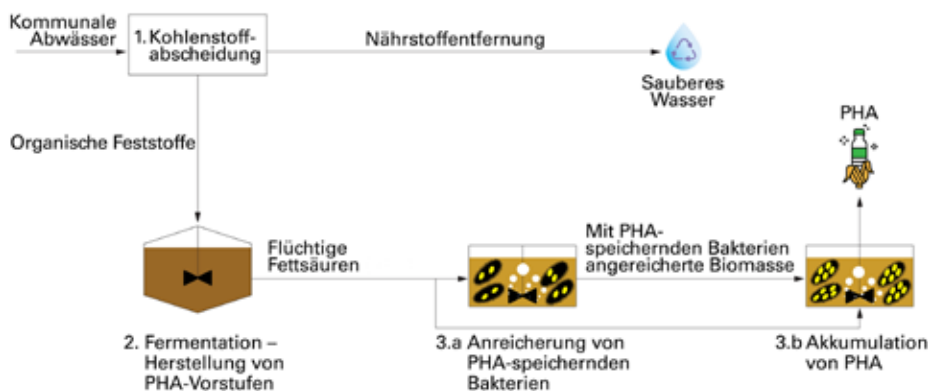 Kommunale
Abwässer
1. Kohlenstoff-
abscheidung
Nährstoffentfernung
Sauberes
Wasser
PHA
Organische Feststoffe
Flüchtige
Fettsäuren
Mit PHA-
speichernden Bakterien
angereicherte Biomasse
2. Fermentation –
Herstellung von
PHA-Vorstufen
3.a Anreicherung von
PHA-speichernden
Bakterien
3.b Akkumulation
von PHA